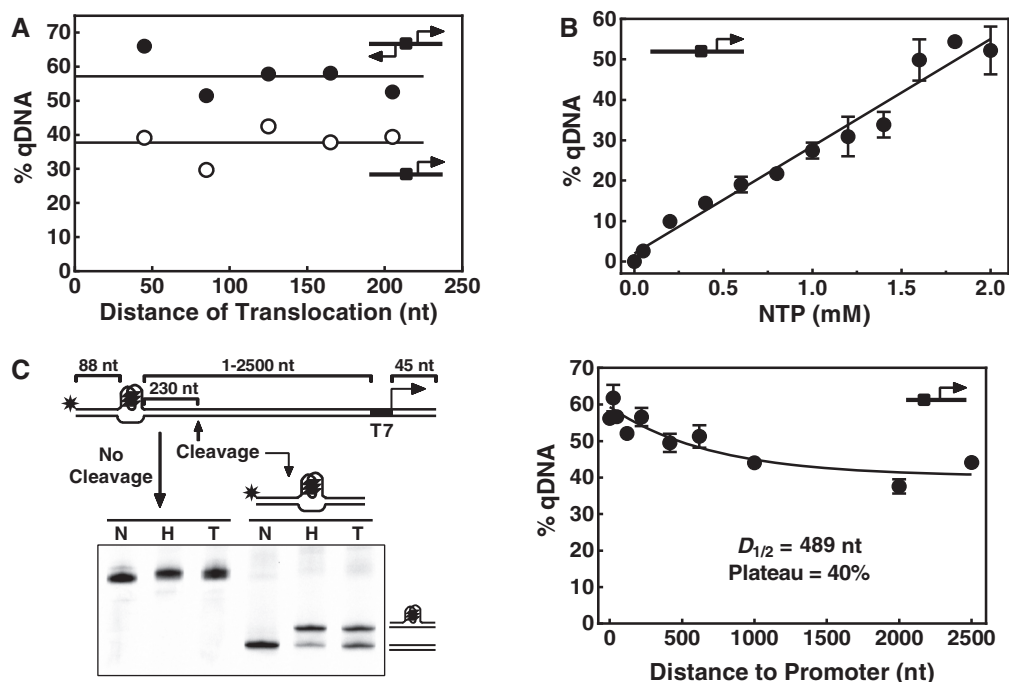 A
% qDNA
70
60
50
40
30
20
10
0
0 50 100 150 200 250
Distance of Translocation (nt)
B
% qDNA
60
50
40
30
20
10
0
0.0 0.5 1.0 1.5 2.0
NTP (mM)
C
88 nt
1-2500 nt
45 nt
230 nt
T7
No
Cleavage
Cleavage
N H T N H T
% qDNA
70
60
50
40
30
20
10
0
D1/2 = 489 nt
Plateau = 40%
0 500 1000 1500 2000 2500
Distance to Promoter (nt)